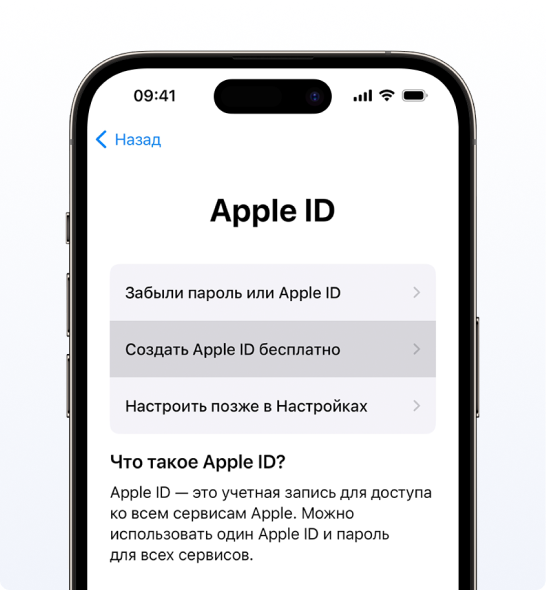 09:41
Назад
Apple ID
Забыли пароль или Apple ID
Создать Apple ID бесплатно
Настроить позже в Настройках
Что такое Apple ID?
Apple ID — это учетная запись для доступа
ко всем сервисам Apple. Можно
использовать один Apple ID и пароль
для всех сервисов.